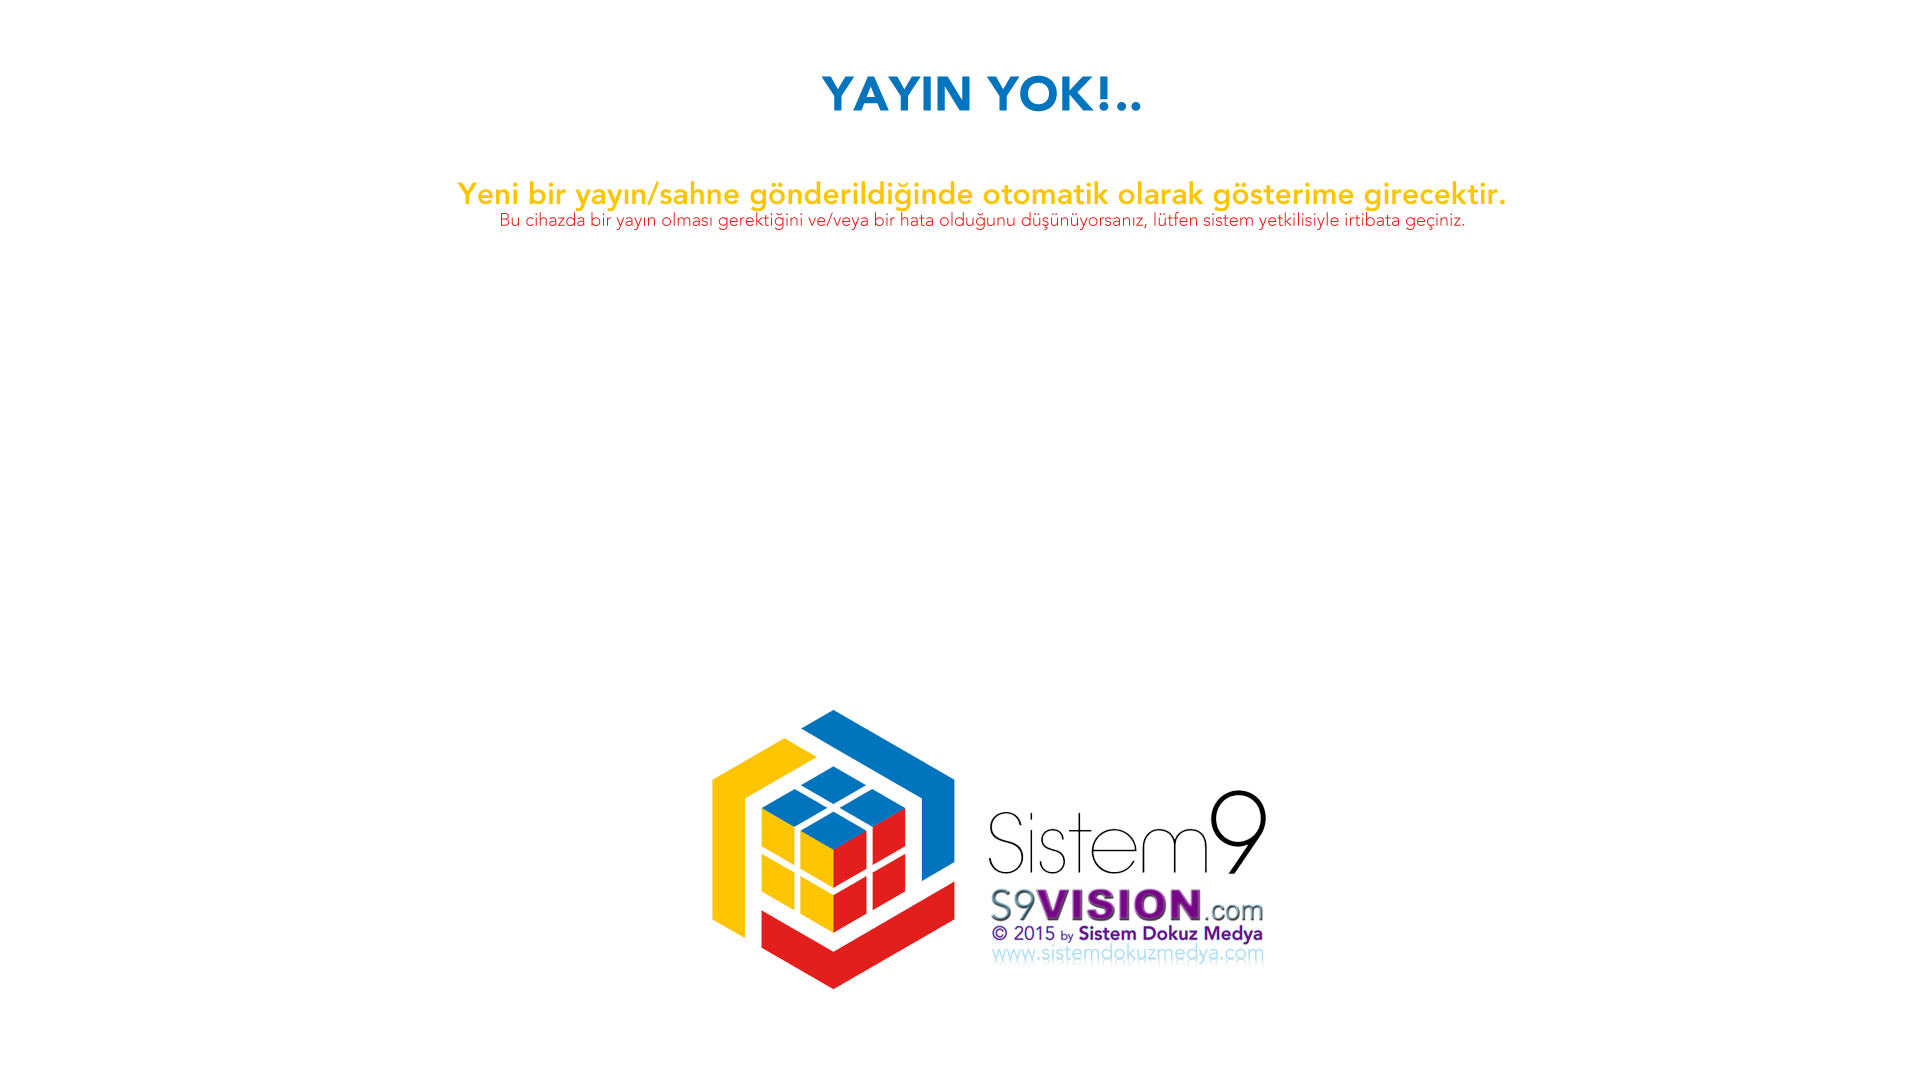 YAYIN YOK!..
Yeni bir yayın/sahne gönderildiğinde otomatik olarak gösterime girecektir.
Bu cihazda bir yayın olması gerektiğini ve/veya bir hata olduğunu düşünüyorsanız, lütfen sistem yetkilisiyle irtibata geçiniz.
Sistem9
S9VISION.com
© 2015 by Sistem Dokuz Medya
www.sistemdokuzmedya.com